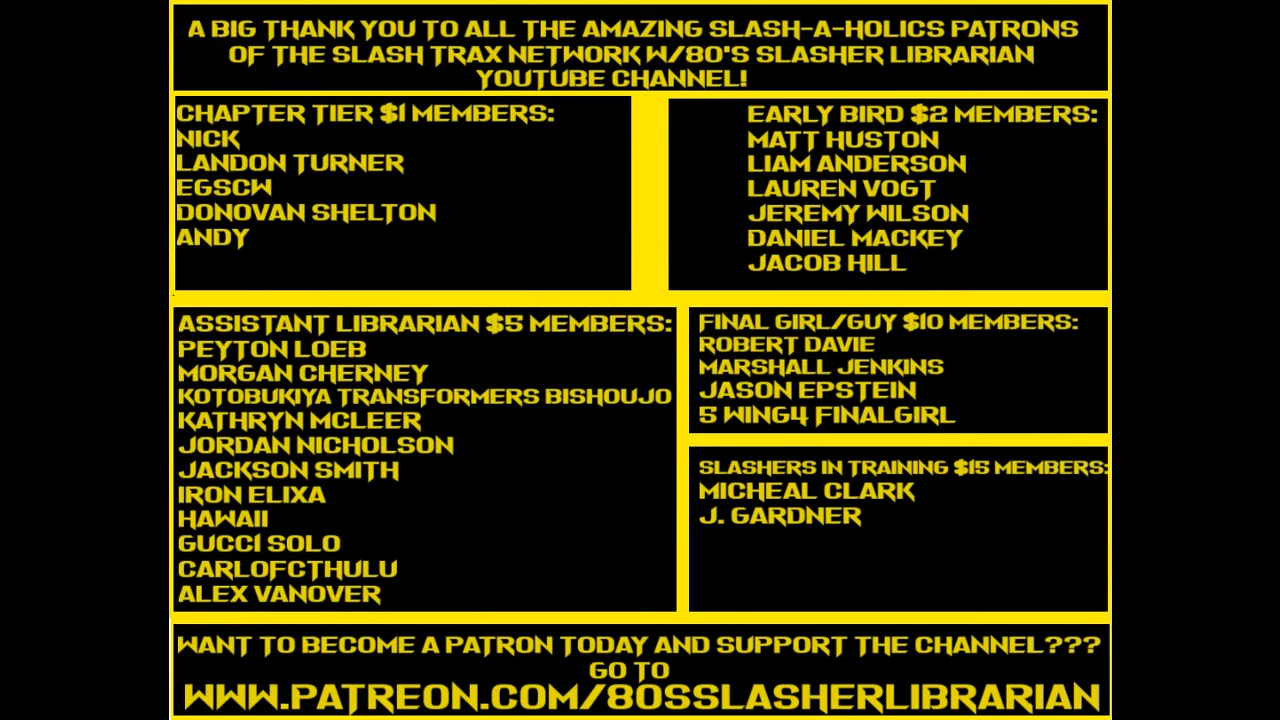 A BIG THANK YOU TO ALL THE AMAZING SLASH-A-HOLICS PATRONS
OF THE SLASH TRAX NETWORK W/80'S SLASHER LIBRARIAN
YOUTUBE CHANNEL!
CHAPTER TIER $1 MEMBERS:
NICK
LANDON TURNER
EGSCW
DONOVAN SHELTON
ANDY
EARLY BIRD $2 MEMBERS:
MATT HUSTON
LIAM ANDERSON
LAUREN VOGT
JEREMY WILSON
DANIEL MACKEY
JACOB HILL
ASSISTANT LIBRARIAN $5 MEMBERS:
PEYTON LOEB
MORGAN CHERNEY
KOTOBUKIYA TRANSFORMERS BISHOUJO
KATHRYN MCLEER
JORDAN NICHOLSON
JACKSON SMITH
IRON ELIXA
HAWAII
GUCCI SOLO
CARLOFCTHULU
ALEX VANOVER
FINAL GIRL/GUY $10 MEMBERS:
ROBERT DAVIE
MARSHALL JENKINS
JASON EPSTEIN
5 WING4 FINALGIRL
SLASHERS IN TRAINING $15 MEMBERS:
MICHEAL CLARK
J. GARDNER
WANT TO BECOME A PATRON TODAY AND SUPPORT THE CHANNEL???
GO TO
WWW.PATREON.COM/80SSLASHERLIBRARIAN